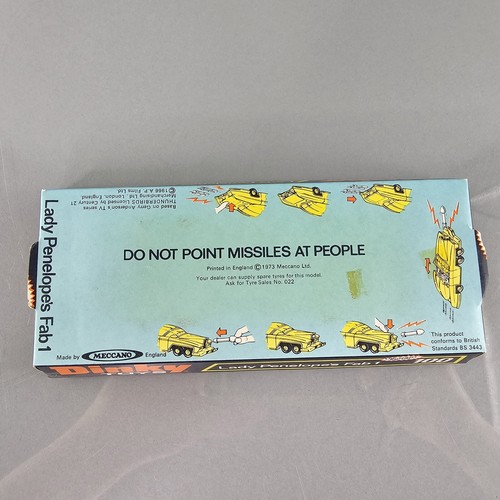 Based on Gerry Anderson's TV series
THUNDERBIRDS Licensed by Century 21
Merchandising Ltd. London, England.
©1966 A.P. Films Ltd
Lady Penelope's Fab 1
DO NOT POINT MISSILES AT PEOPLE
Printed in England © 1973 Meccano Ltd.
Your dealer can supply spare tyres for this model.
Ask for Tyre Sales No. 022
Made by MECCANO England
This product
conforms to British
Standards BS 3443
Dinky
Lady Penelope's Fab 1